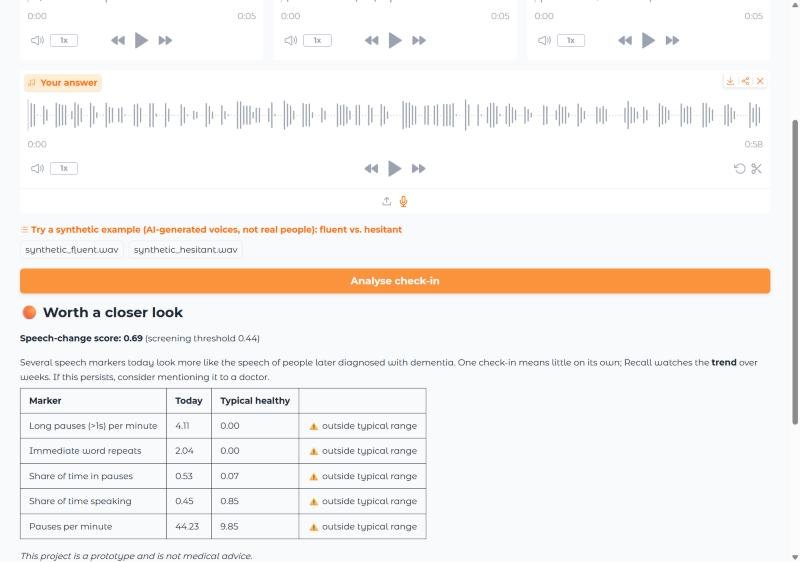 0:00 0:05 0:00 0:05 0:00 0:05
1x 1x 1x
Your answer
0:00 0:58
1x
Try a synthetic example (AI-generated voices, not real people): fluent vs. hesitant
synthetic_fluent.wav synthetic_hesitant.wav
Analyse check-in
Worth a closer look
Speech-change score: 0.69 (screening threshold 0.44)
Several speech markers today look more like the speech of people later diagnosed with dementia. One check-in means little on its own; Recall watches the trend over
weeks. If this persists, consider mentioning it to a doctor.
Marker Today Typical healthy
Long pauses (>1s) per minute 4.11 0.00 outside typical range
Immediate word repeats 2.04 0.00 outside typical range
Share of time in pauses 0.53 0.07 outside typical range
Share of time speaking 0.45 0.85 outside typical range
Pauses per minute 44.23 9.85 outside typical range
This project is a prototype and is not medical advice.